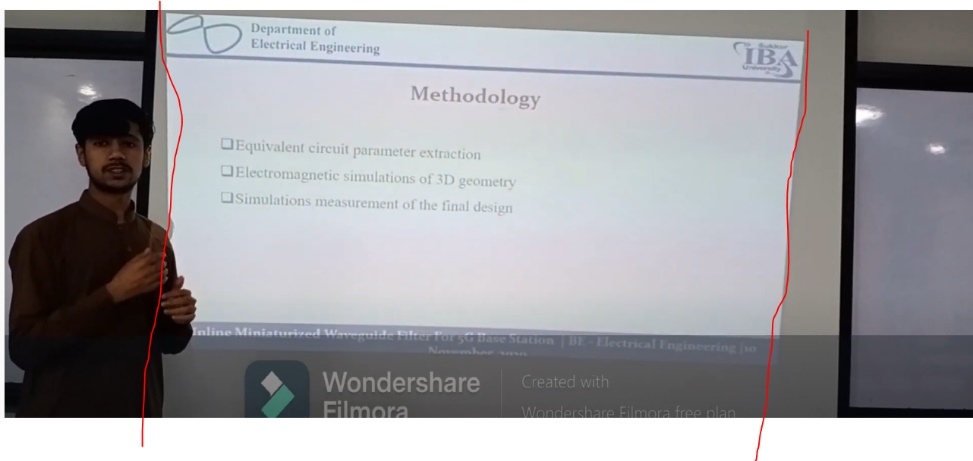 Department of
Electrical Engineering
Sukkur
IBA
University
Methodology
❑Equivalent circuit parameter extraction
❑Electromagnetic simulations of 3D geometry
❑Simulations measurement of the final design
Inline Miniaturized Waveguide Filter For 5G Base Station | BE - Electrical Engineering |10
November
Wondershare
Filmora
Created with
Wondershare Filmora free plan